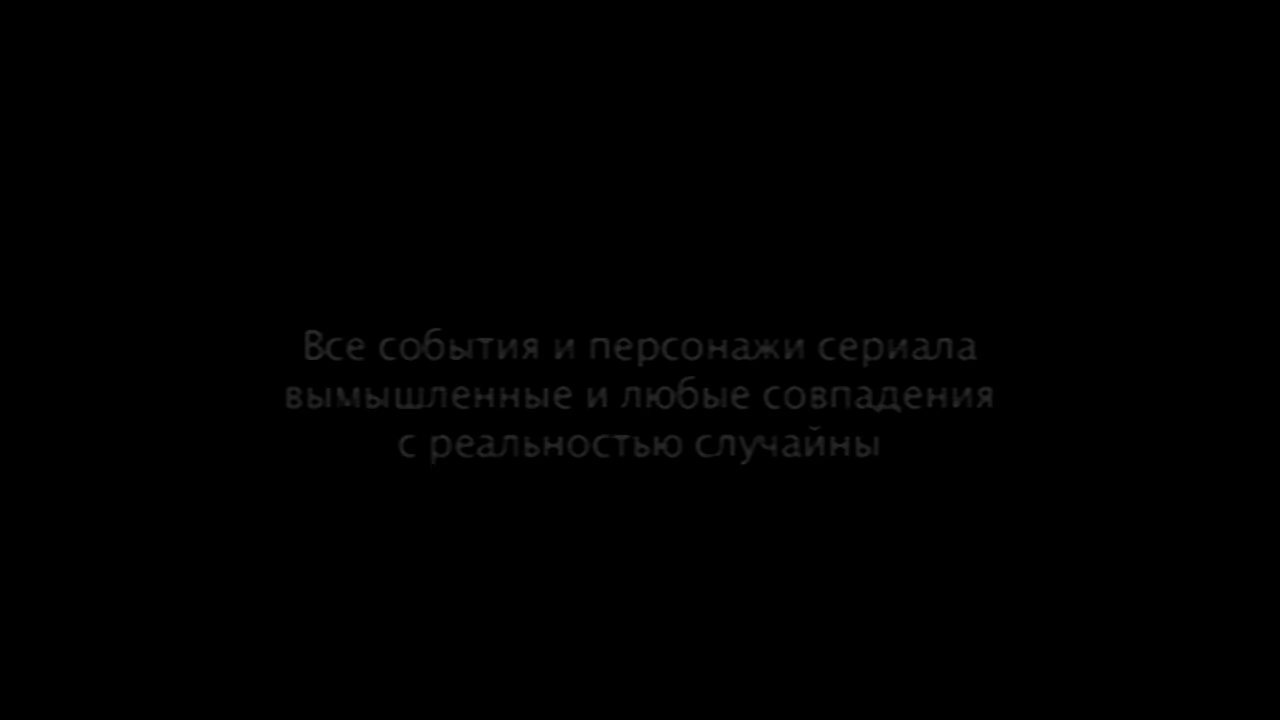 Все события и персонажи сериала
вымышленные и любые совпадения
с реальностью случайны